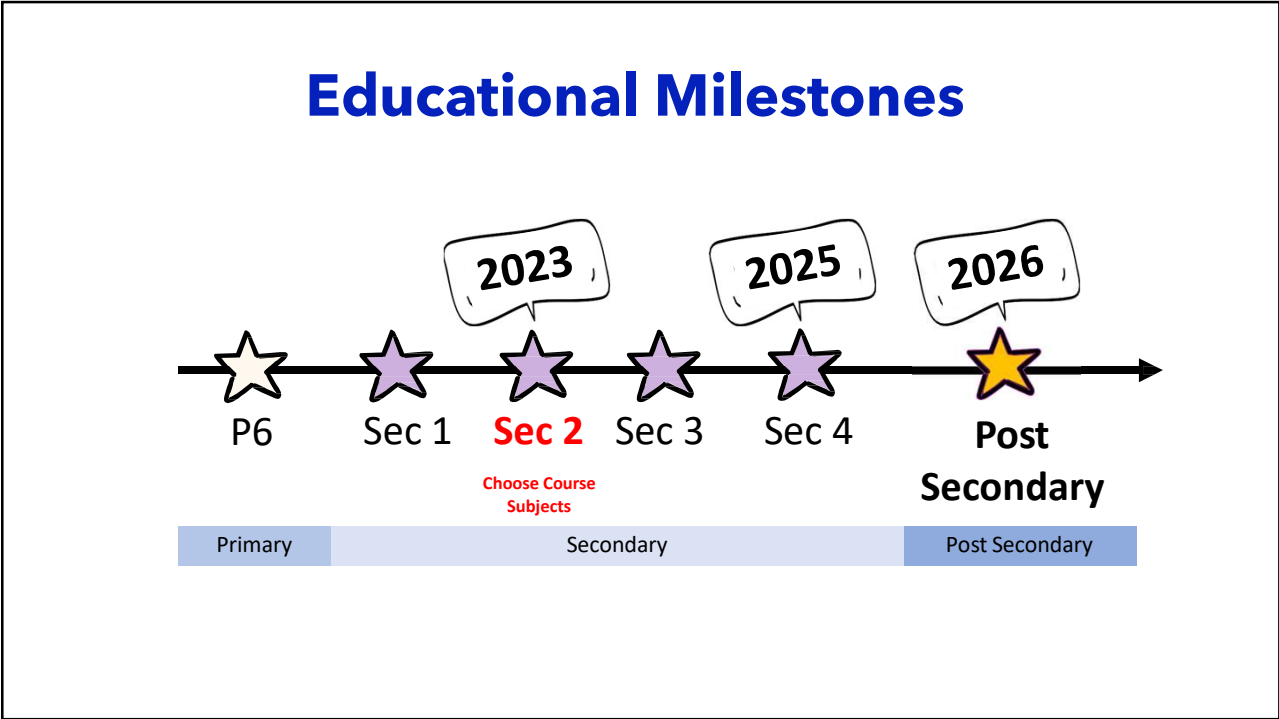 Educational Milestones
2023
2025
2026
P6
Sec 1
Sec 2
Sec 3
Sec 4
Post
Secondary
Choose Course
Subjects
Primary
Secondary
Post Secondary